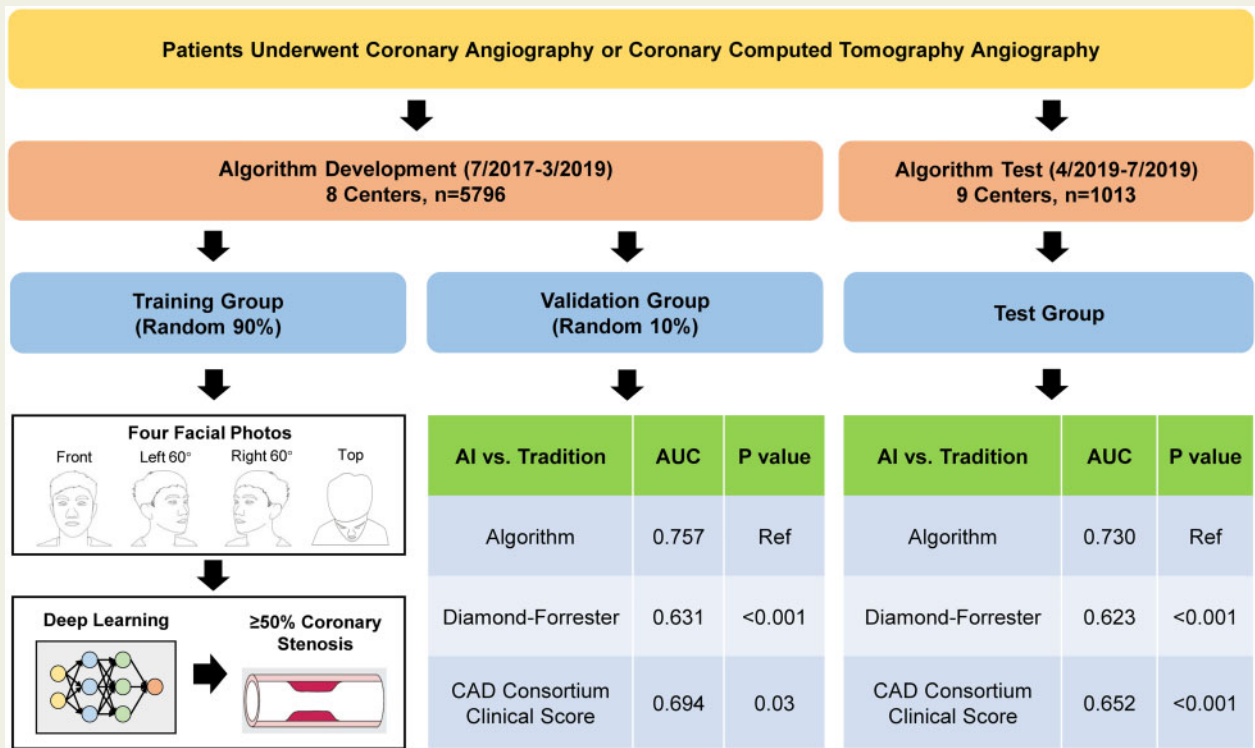 Patients Underwent Coronary Angiography or Coronary Computed Tomography Angiography
Algorithm Development (7/2017-3/2019)
8 Centers, n=5796
Algorithm Test (4/2019-7/2019)
9 Centers, n=1013
Training Group
(Random 90%)
Validation Group
(Random 10%)
Test Group
Four Facial Photos
Front
Left 60°
Right 60°
Top
Deep Learning
≥50% Coronary
Stenosis
AI vs. Tradition
AUC
P value
Algorithm
0.757
Ref
Diamond-Forrester
0.631
<0.001
CAD Consortium
Clinical Score
0.694
0.03
AI vs. Tradition
AUC
P value
Algorithm
0.730
Ref
Diamond-Forrester
0.623
<0.001
CAD Consortium
Clinical Score
0.652
<0.001